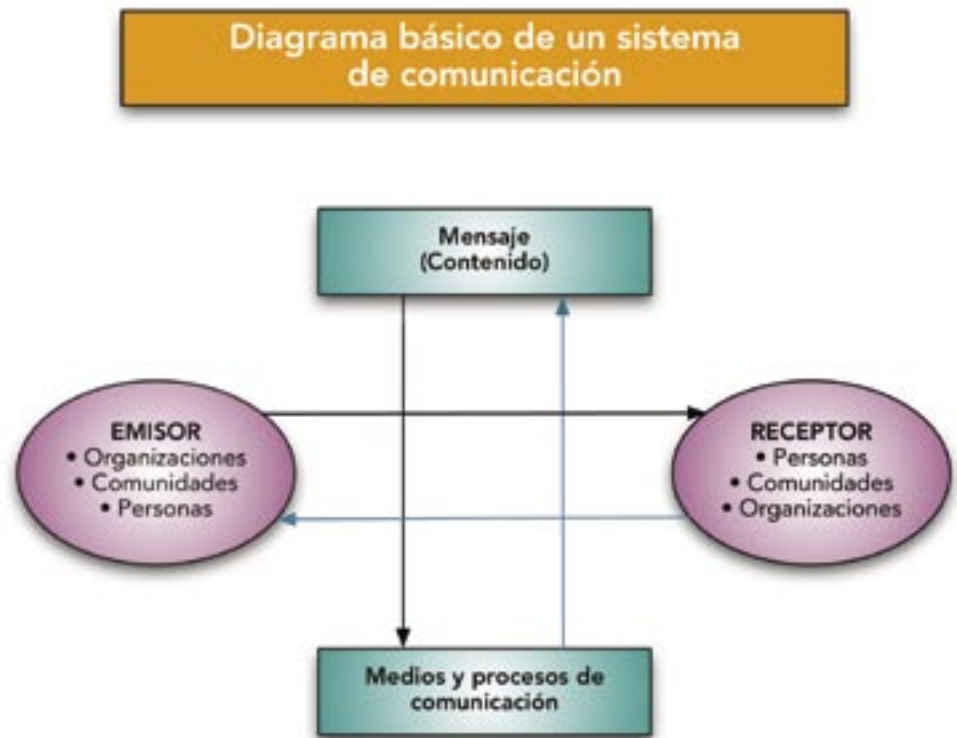 Diagrama básico de un sistema
de comunicación
Mensaje
(Contenido)
EMISOR
• Organizaciones
• Comunidades
• Personas
RECEPTOR
• Personas
• Comunidades
• Organizaciones
Medios y procesos de
comunicación